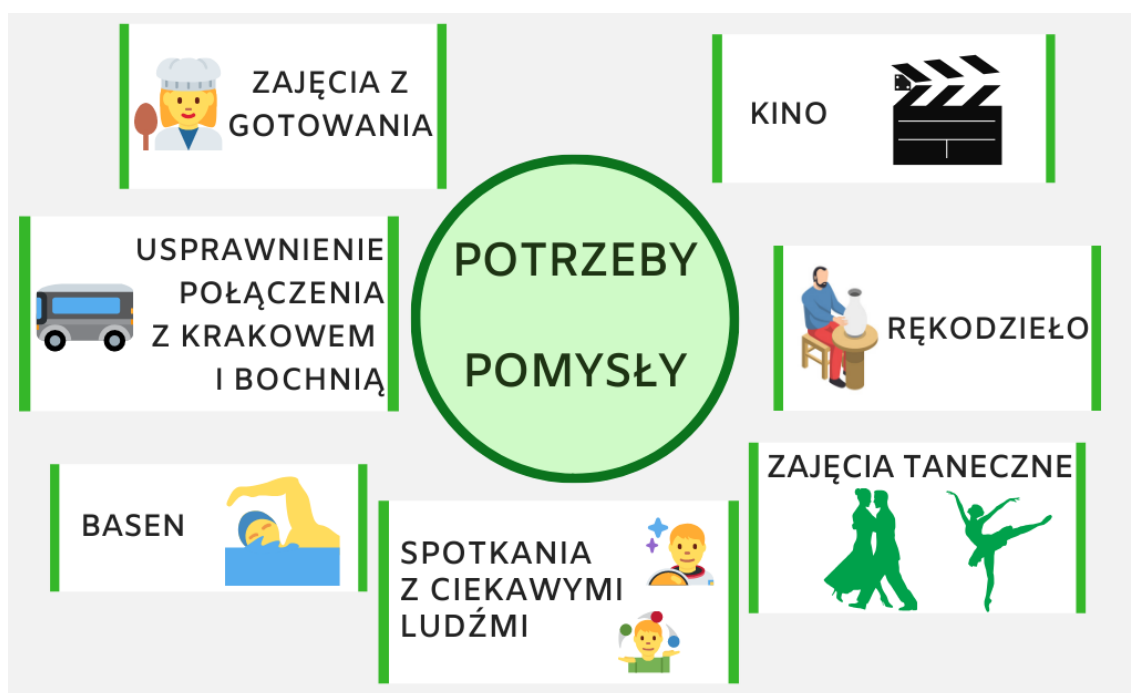 ZAJĘCIA Z
GOTOWANIA
KINO
USPRAWNIENIE
POŁĄCZENIA
Z KRAKOWEM
I BOCHNIĄ
POTRZEBY
POMYSŁY
RĘKODZIEŁO
BASEN
SPOTKANIA
Z CIEKAWYMI
LUDŹMI
ZAJĘCIA TANECZNE